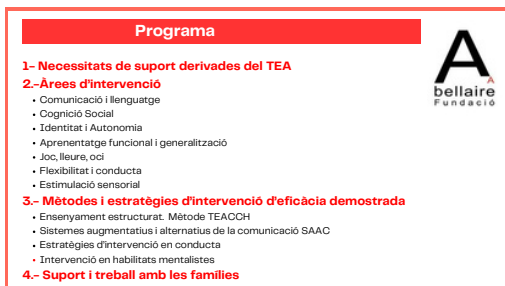 Programa
1- Necessitats de suport derivades del TEA
2.-Àrees d'intervenció
• Comunicació i llenguatge
• Cognició Social
• Identitat i Autonomia
• Aprenentatge funcional i generalització
• Joc, lleure, oci
• Flexibilitat i conducta
• Estimulació sensorial
3.- Mètodes i estratègies d'intervenció d'eficàcia demostrada
• Ensenyament estructurat. Mètode TEACCH
• Sistemes augmentatius i alternatius de la comunicació SAAC
• Estratègies d'intervenció en conducta
• Intervenció en habilitats mentalistes
4.- Suport i treball amb les famílies
A
A
bellaire
Fundació